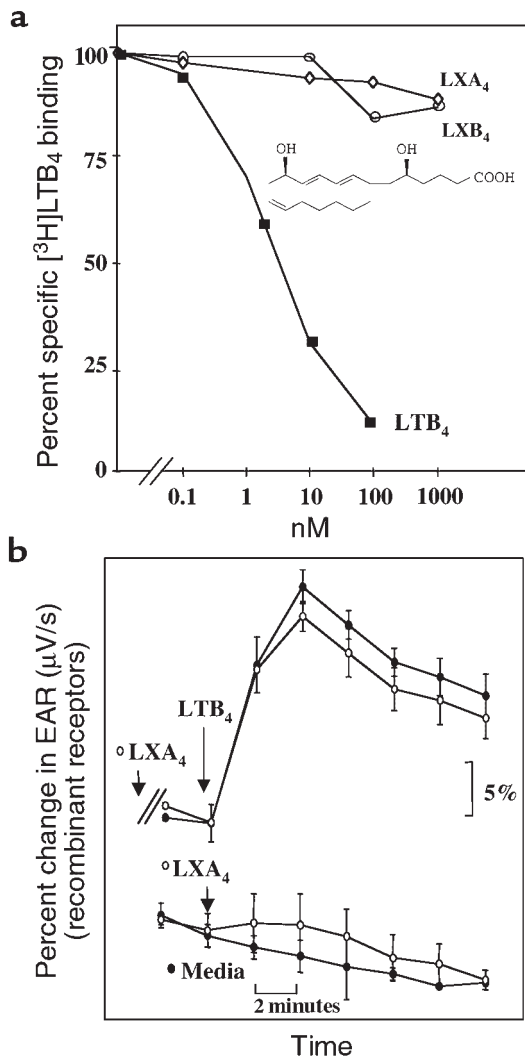 a
Percent specific [³H]LTB₄ binding
100
75
50
25
0
LXA₄
LXB₄
OH
OH
COOH
LTB₄
0.1 1 10 100 1000
nM
b
Percent change in EAR (μV/s)
(recombinant receptors)
LTB₄
LXA₄
5%
LXA₄
Media
2 minutes
Time